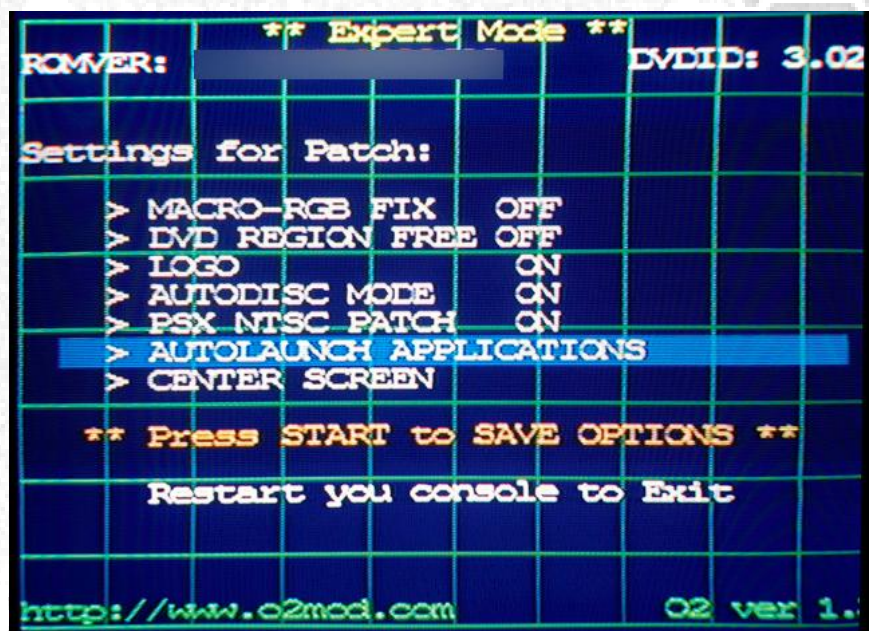 ** Expert Mode **
ROMVER: DVDID: 3.02
Settings for Patch:
> MACRO-RGB FIX OFF
> DVD REGION FREE OFF
> LOGO ON
> AUTODISC MODE ON
> PSX NTSC PATCH ON
> AUTOLAUNCH APPLICATIONS
> CENTER SCREEN
** Press START to SAVE OPTIONS **
Restart you console to Exit
http://www.o2mod.com O2 ver 1.